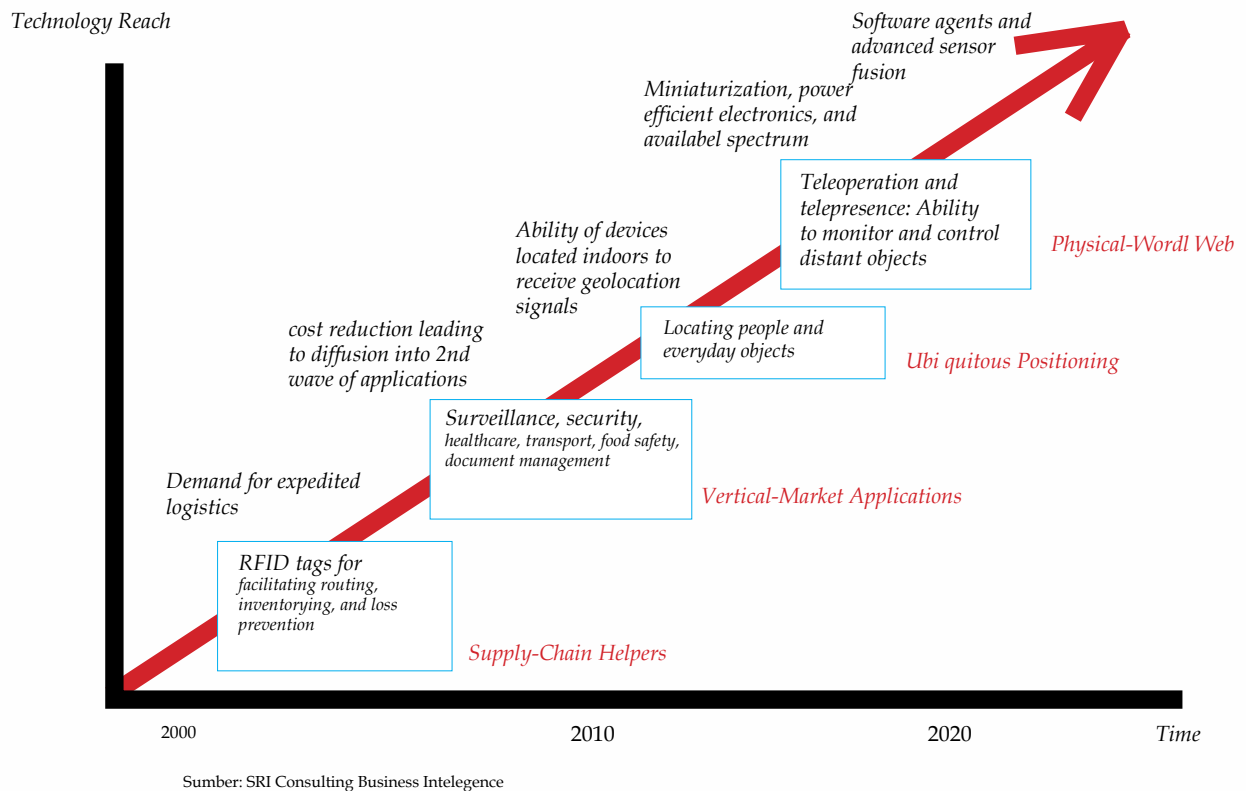 Technology Reach
Software agents and
advanced sensor
fusion
Miniaturization, power
efficient electronics, and
availabel spectrum
Teleoperation and
telepresence: Ability
to monitor and control
distant objects
Physical-Wordl Web
Ability of devices
located indoors to
receive geolocation
signals
Locating people and
everyday objects
Ubi quitous Positioning
cost reduction leading
to diffusion into 2nd
wave of applications
Surveillance, security,
healthcare, transport, food safety,
document management
Vertical-Market Applications
Demand for expedited
logistics
RFID tags for
facilitating routing,
inventorying, and loss
prevention
Supply-Chain Helpers
2000
2010
2020
Time
Sumber: SRI Consulting Business Intelegence